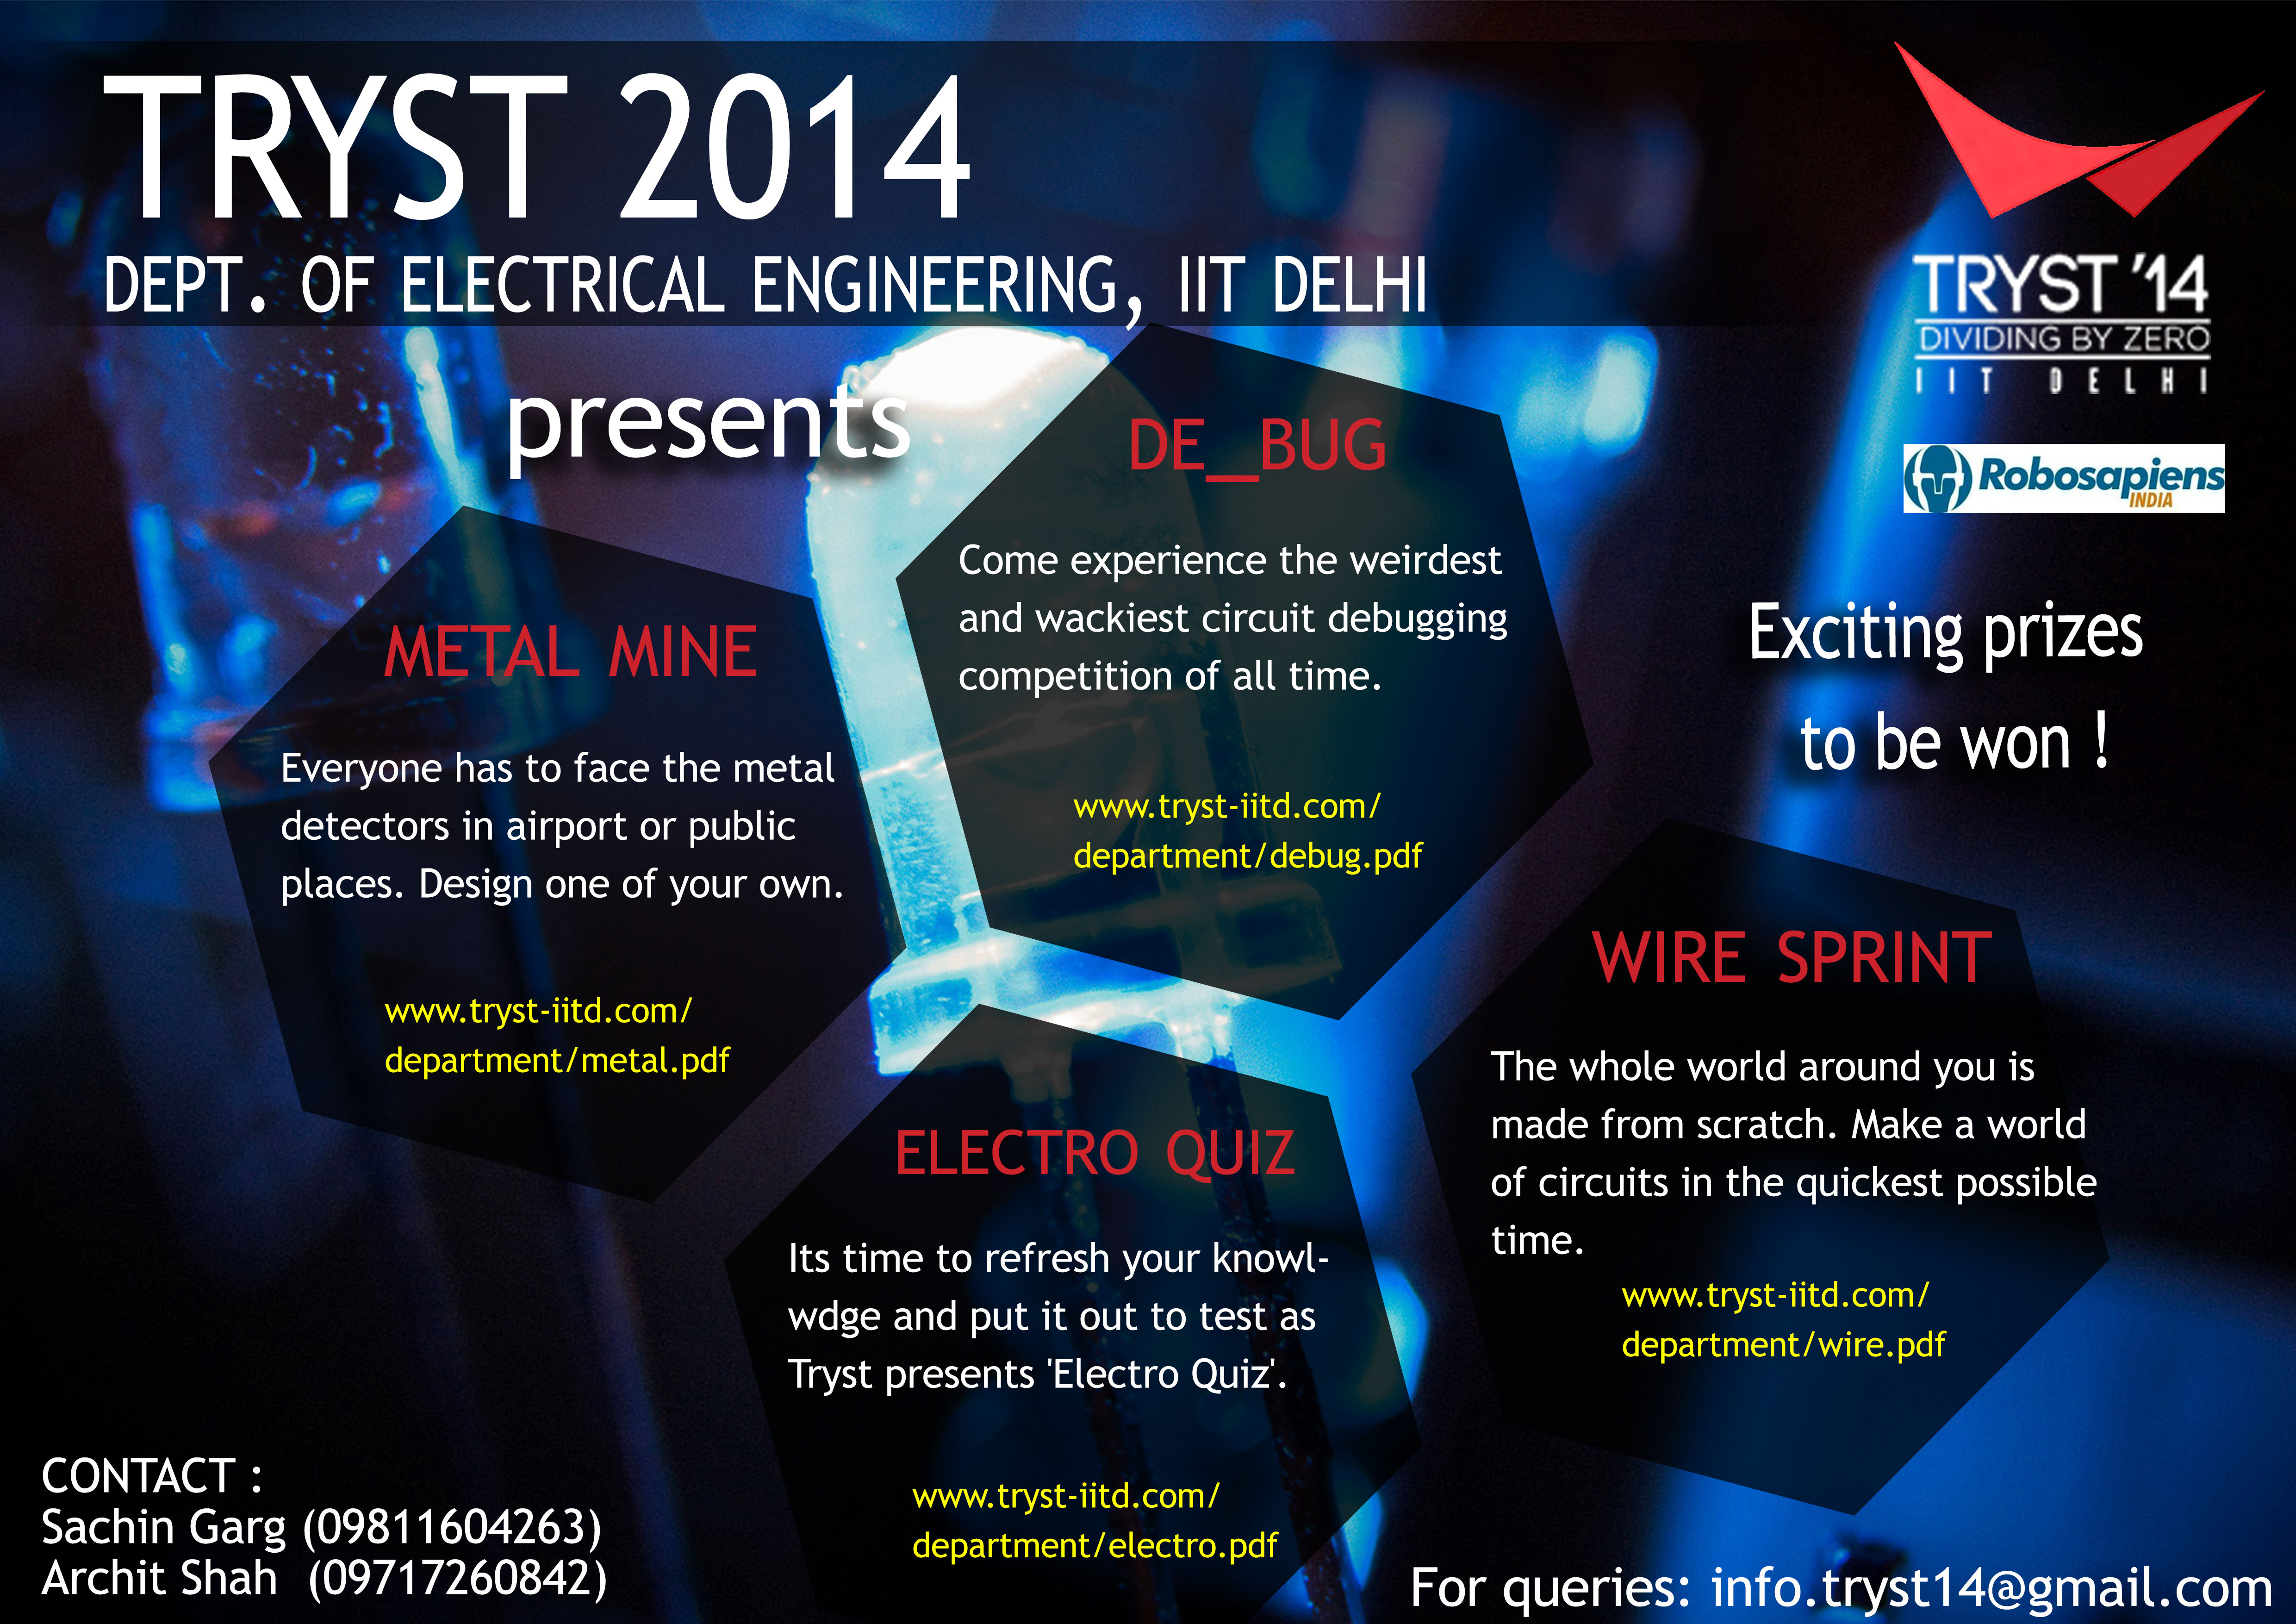 TRYST 2014
DEPT. OF ELECTRICAL ENGINEERING, IIT DELHI
presents
TRYST '14
DIVIDING BY ZERO
IIT DELHI
Robosapiens
INDIA
Exciting prizes
to be won !
DE_BUG
Come experience the weirdest
and wackiest circuit debugging
competition of all time.
www.tryst-iitd.com/
department/debug.pdf
METAL MINE
Everyone has to face the metal
detectors in airport or public
places. Design one of your own.
www.tryst-iitd.com/
department/metal.pdf
WIRE SPRINT
The whole world around you is
made from scratch. Make a world
of circuits in the quickest possible
time.
www.tryst-iitd.com/
department/wire.pdf
ELECTRO QUIZ
Its time to refresh your knowl-
wdge and put it out to test as
Tryst presents 'Electro Quiz'.
www.tryst-iitd.com/
department/electro.pdf
CONTACT :
Sachin Garg (09811604263)
Archit Shah (09717260842)
For queries: info.tryst14@gmail.com